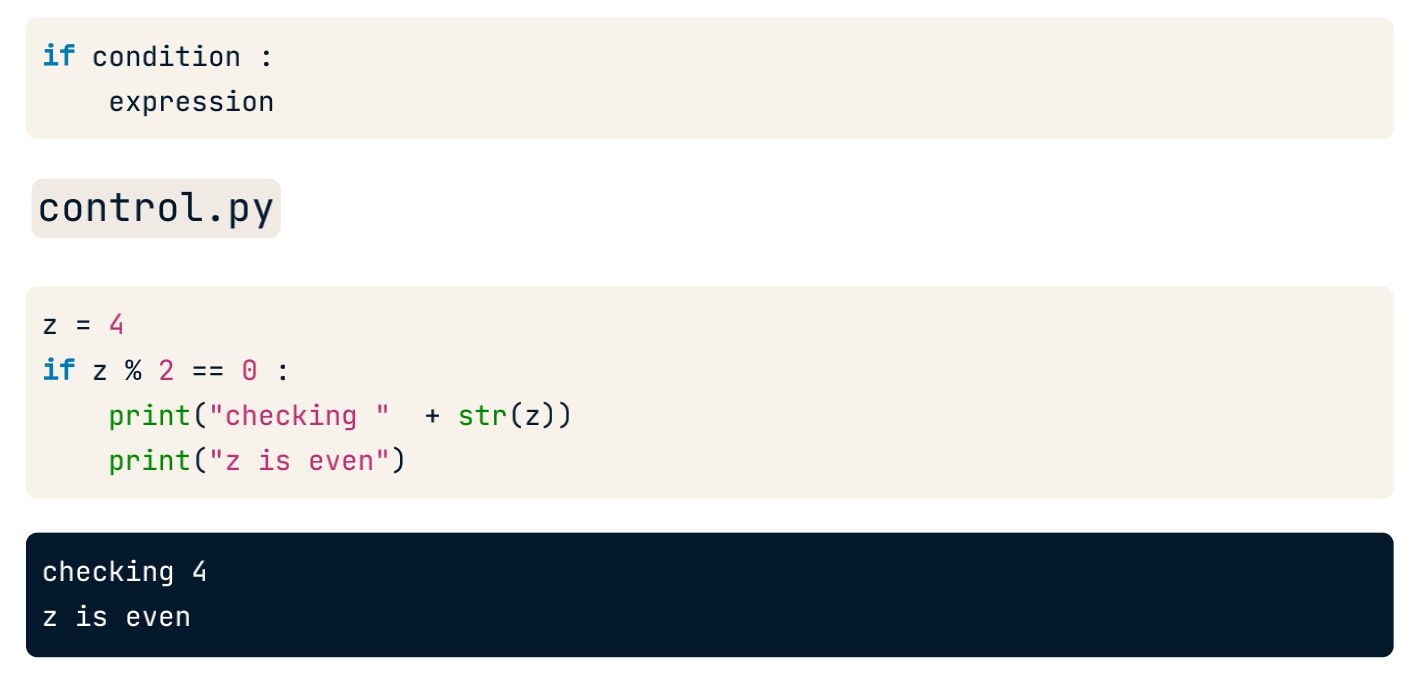 if condition :
    expression
control.py
z = 4
if z % 2 == 0 :
    print("checking "  + str(z))
    print("z is even")
checking 4
z is even